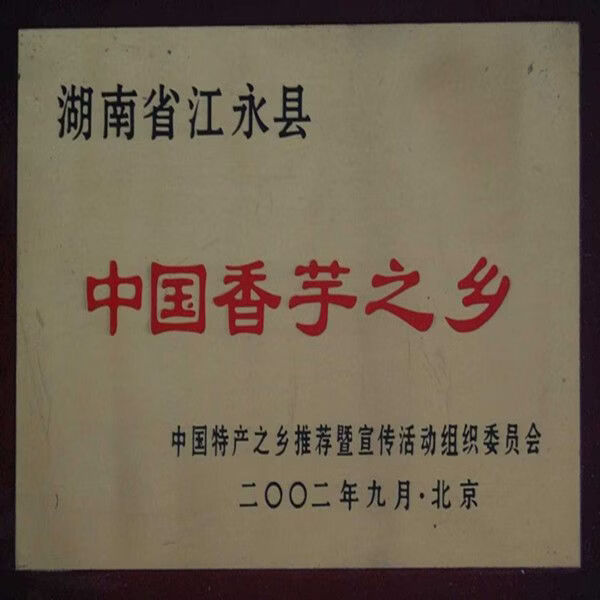 湖南省江永县
中国香芋之乡
中国特产之乡推荐暨宣传活动组织委员会
二〇〇二年九月·北京